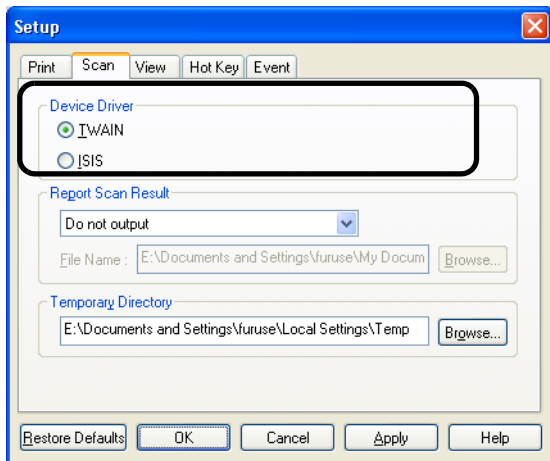 Setup
Print Scan View Hot Key Event
Device Driver
TWAIN
ISIS
Report Scan Result
Do not output
File Name : E:\Documents and Settings\furuse\My Docum Browse...
Temporary Directory
E:\Documents and Settings\furuse\Local Settings\Temp Browse...
Restore Defaults OK Cancel Apply Help